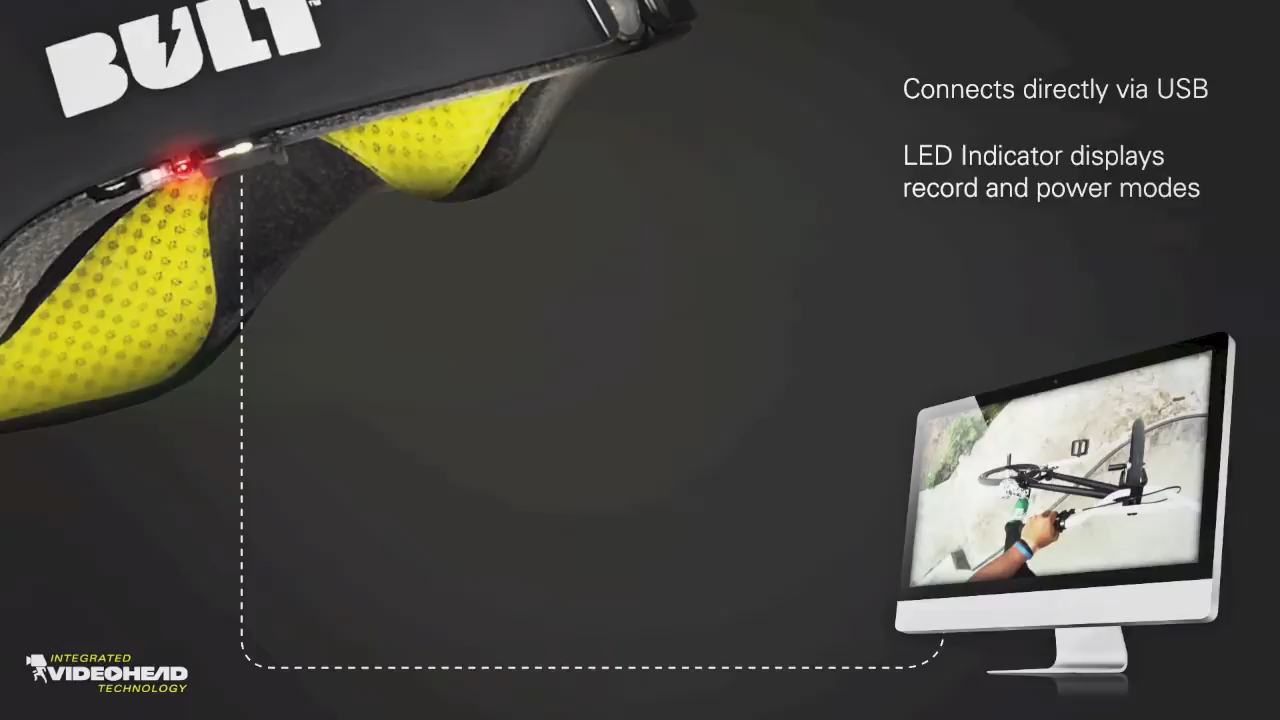 BULT
Connects directly via USB
LED Indicator displays
record and power modes
INTEGRATED
VIDEOHEAD
TECHNOLOGY